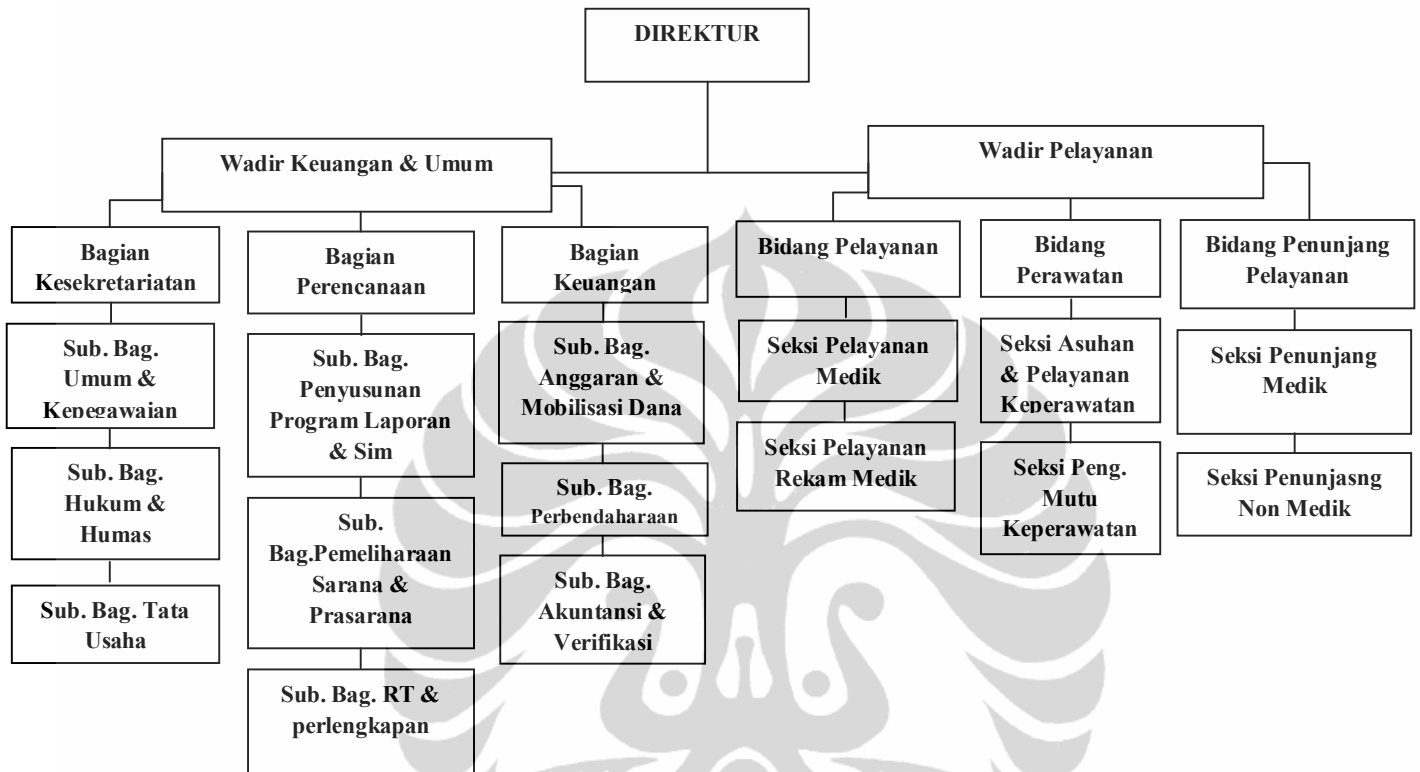 DIREKTUR
Wadir Keuangan & Umum
Wadir Pelayanan
Bagian
Kesekretariatan
Bagian
Perencanaan
Bagian
Keuangan
Bidang Pelayanan
Bidang
Perawatan
Bidang Penunjang
Pelayanan
Sub. Bag.
Umum &
Kepegawaian
Sub. Bag.
Penyusunan
Program Laporan
& Sim
Sub. Bag.
Anggaran &
Mobilisasi Dana
Seksi Pelayanan
Medik
Seksi Asuhan
& Pelayanan
Keperawatan
Seksi Penunjang
Medik
Sub. Bag.
Hukum &
Humas
Sub.
Bag.Pemeliharaan
Sarana &
Prasarana
Sub. Bag.
Perbendaharaan
Seksi Pelayanan
Rekam Medik
Seksi Peng.
Mutu
Keperawatan
Seksi Penunjasng
Non Medik
Sub. Bag. Tata
Usaha
Sub. Bag. RT &
perlengkapan
Sub. Bag.
Akuntansi &
Verifikasi